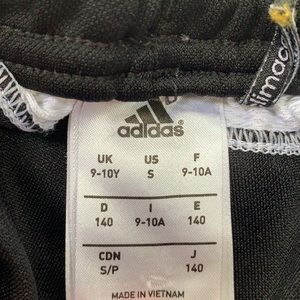 adidas
UK US F
9-10Y S 9-10A
D I E
140 9-10A 140
CDN J
S/P 140
MADE IN VIETNAM